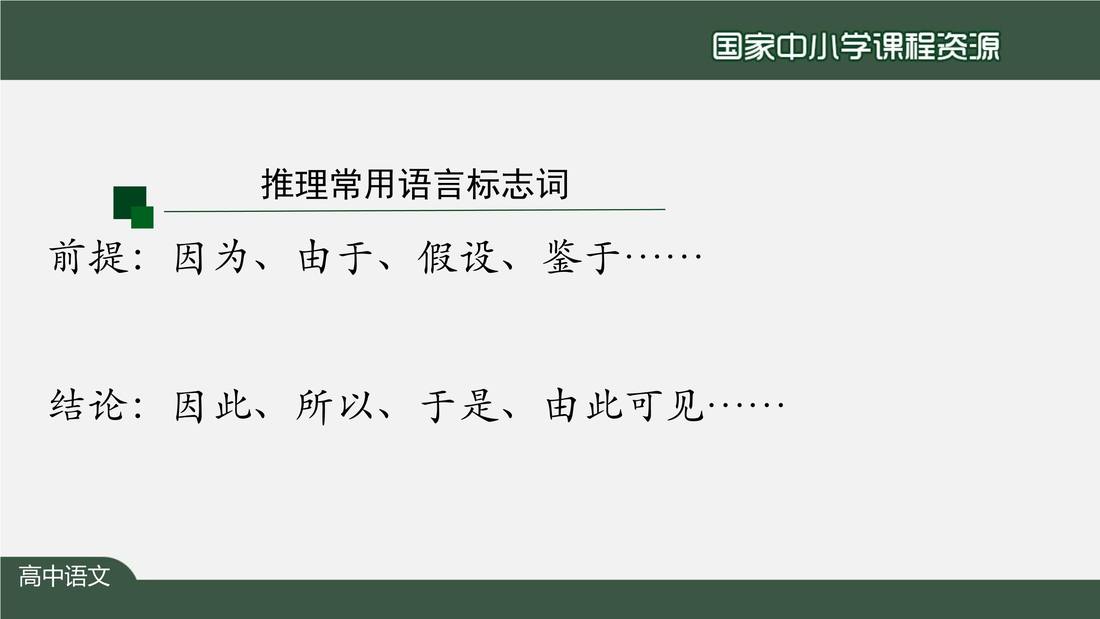 国家中小学课程资源
推理常用语言标志词
前提：因为、由于、假设、鉴于……
结论：因此、所以、于是、由此可见……
高中语文